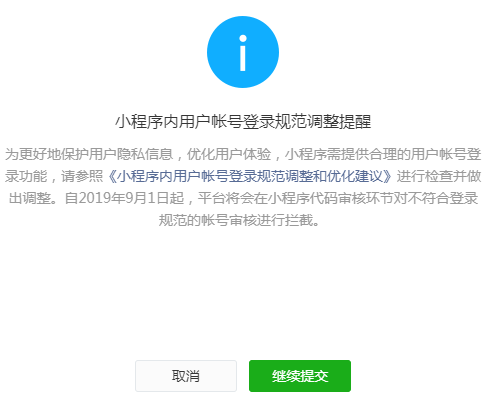 小程序内用户帐号登录规范调整提醒
为更好地保护用户隐私信息，优化用户体验，小程序需提供合理的用户帐号登
录功能，请参照《小程序内用户帐号登录规范调整和优化建议》进行检查并做
出调整。自2019年9月1日起，平台将会在小程序代码审核环节对不符合登录
规范的帐号审核进行拦截。
取消
继续提交